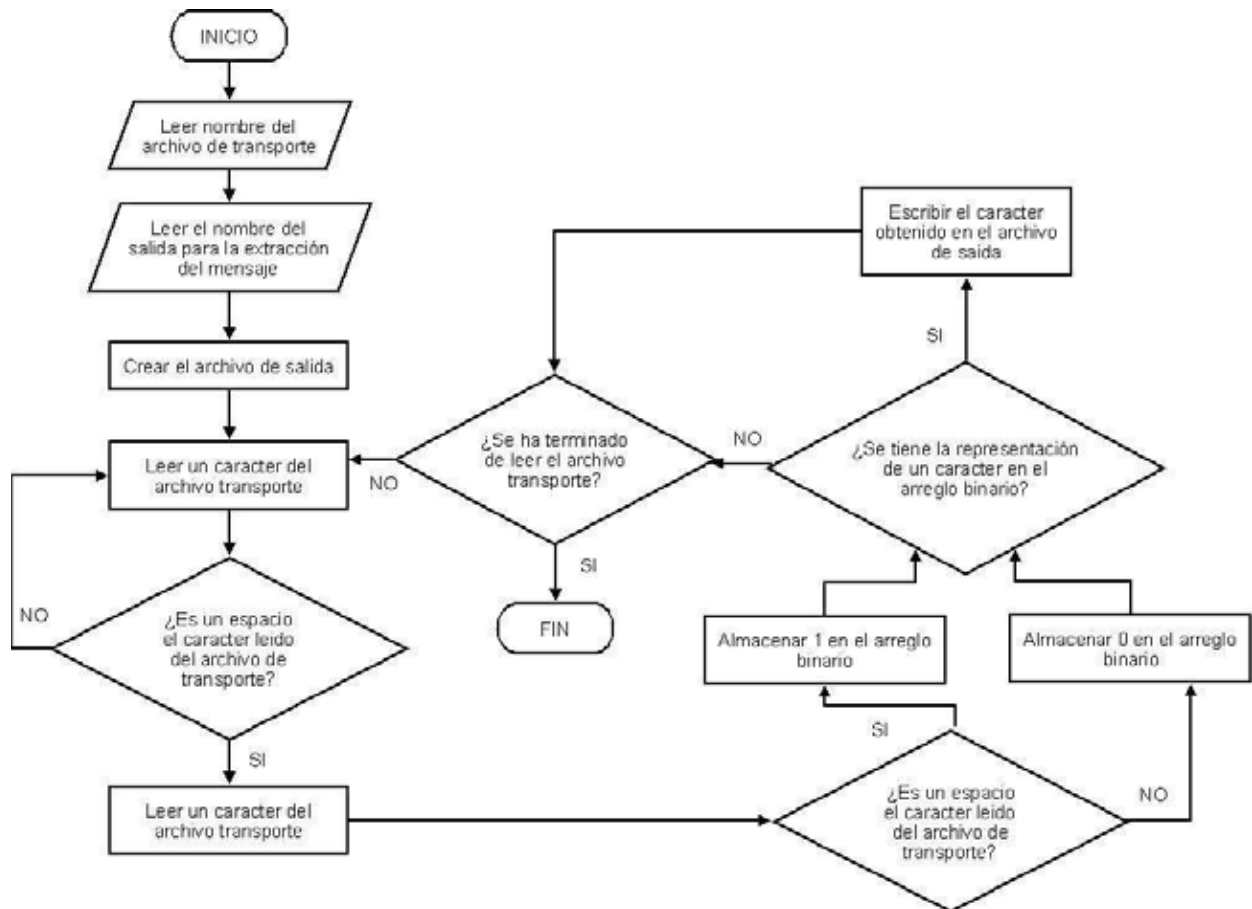 INICIO
Leer nombre del
archivo de transporte
Leer el nombre del
salida para la extracción
del mensaje
Crear el archivo de salida
Leer un caracter del
archivo transporte
NO
¿Es un espacio
el caracter leido
del archivo de
transporte?
SI
Leer un caracter del
archivo transporte
¿Es un espacio
el caracter leido
del archivo de
transporte?
SI
NO
Almacenar 1 en el arreglo
binario
Almacenar 0 en el arreglo
binario
¿Se tiene la representación
de un caracter en el
arreglo binario?
SI
NO
Escribir el caracter
obtenido en el archivo
de saida
¿Se ha terminado
de leer el archivo
transporte?
NO
SI
FIN